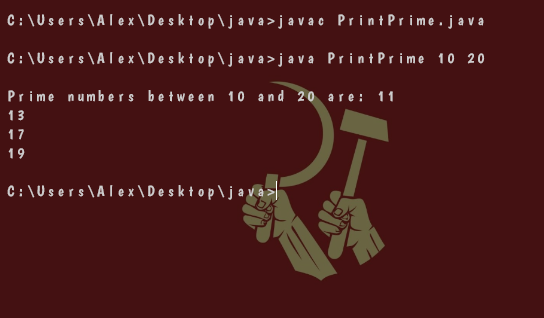 C:\Users\Alex\Desktop\java>javac PrintPrime.java
C:\Users\Alex\Desktop\java>java PrintPrime 10 20
Prime numbers between 10 and 20 are: 11
13
17
19
C:\Users\Alex\Desktop\java>